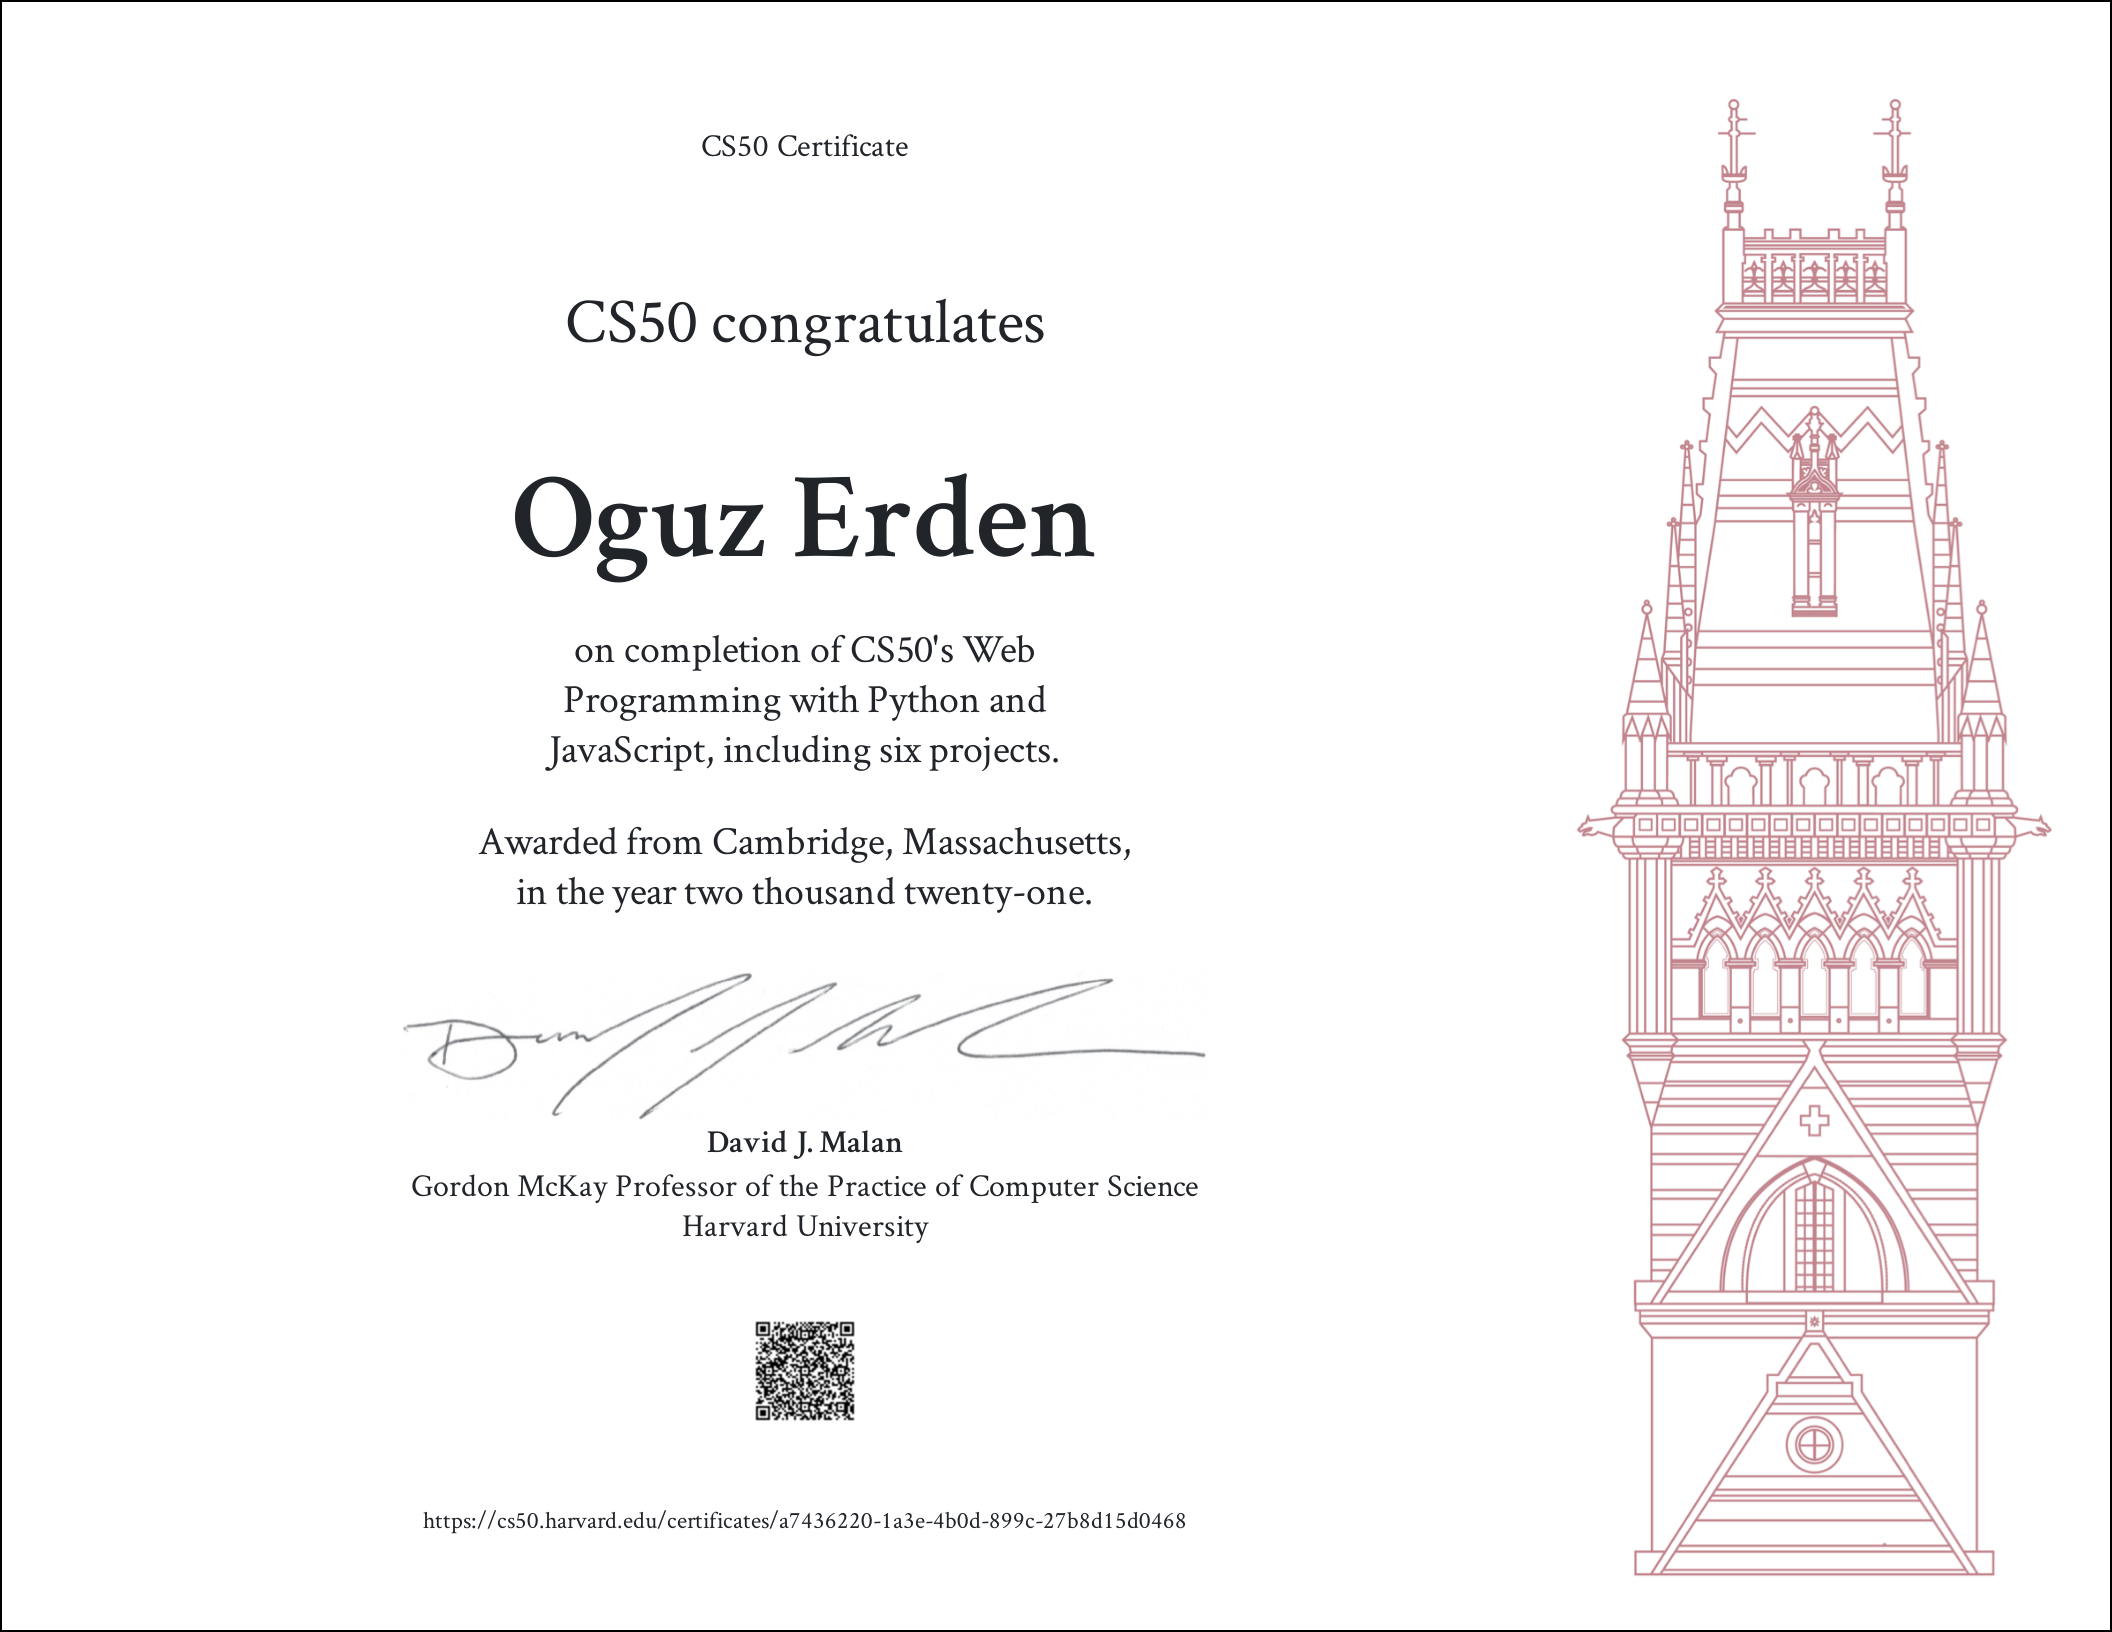 CS50 Certificate
CS50 congratulates
Oguz Erden
on completion of CS50's Web
Programming with Python and
JavaScript, including six projects.
Awarded from Cambridge, Massachusetts,
in the year two thousand twenty-one.
David J. Malan
Gordon McKay Professor of the Practice of Computer Science
Harvard University
https://cs50.harvard.edu/certificates/a7436220-1a3e-4b0d-899c-27b8d15d0468